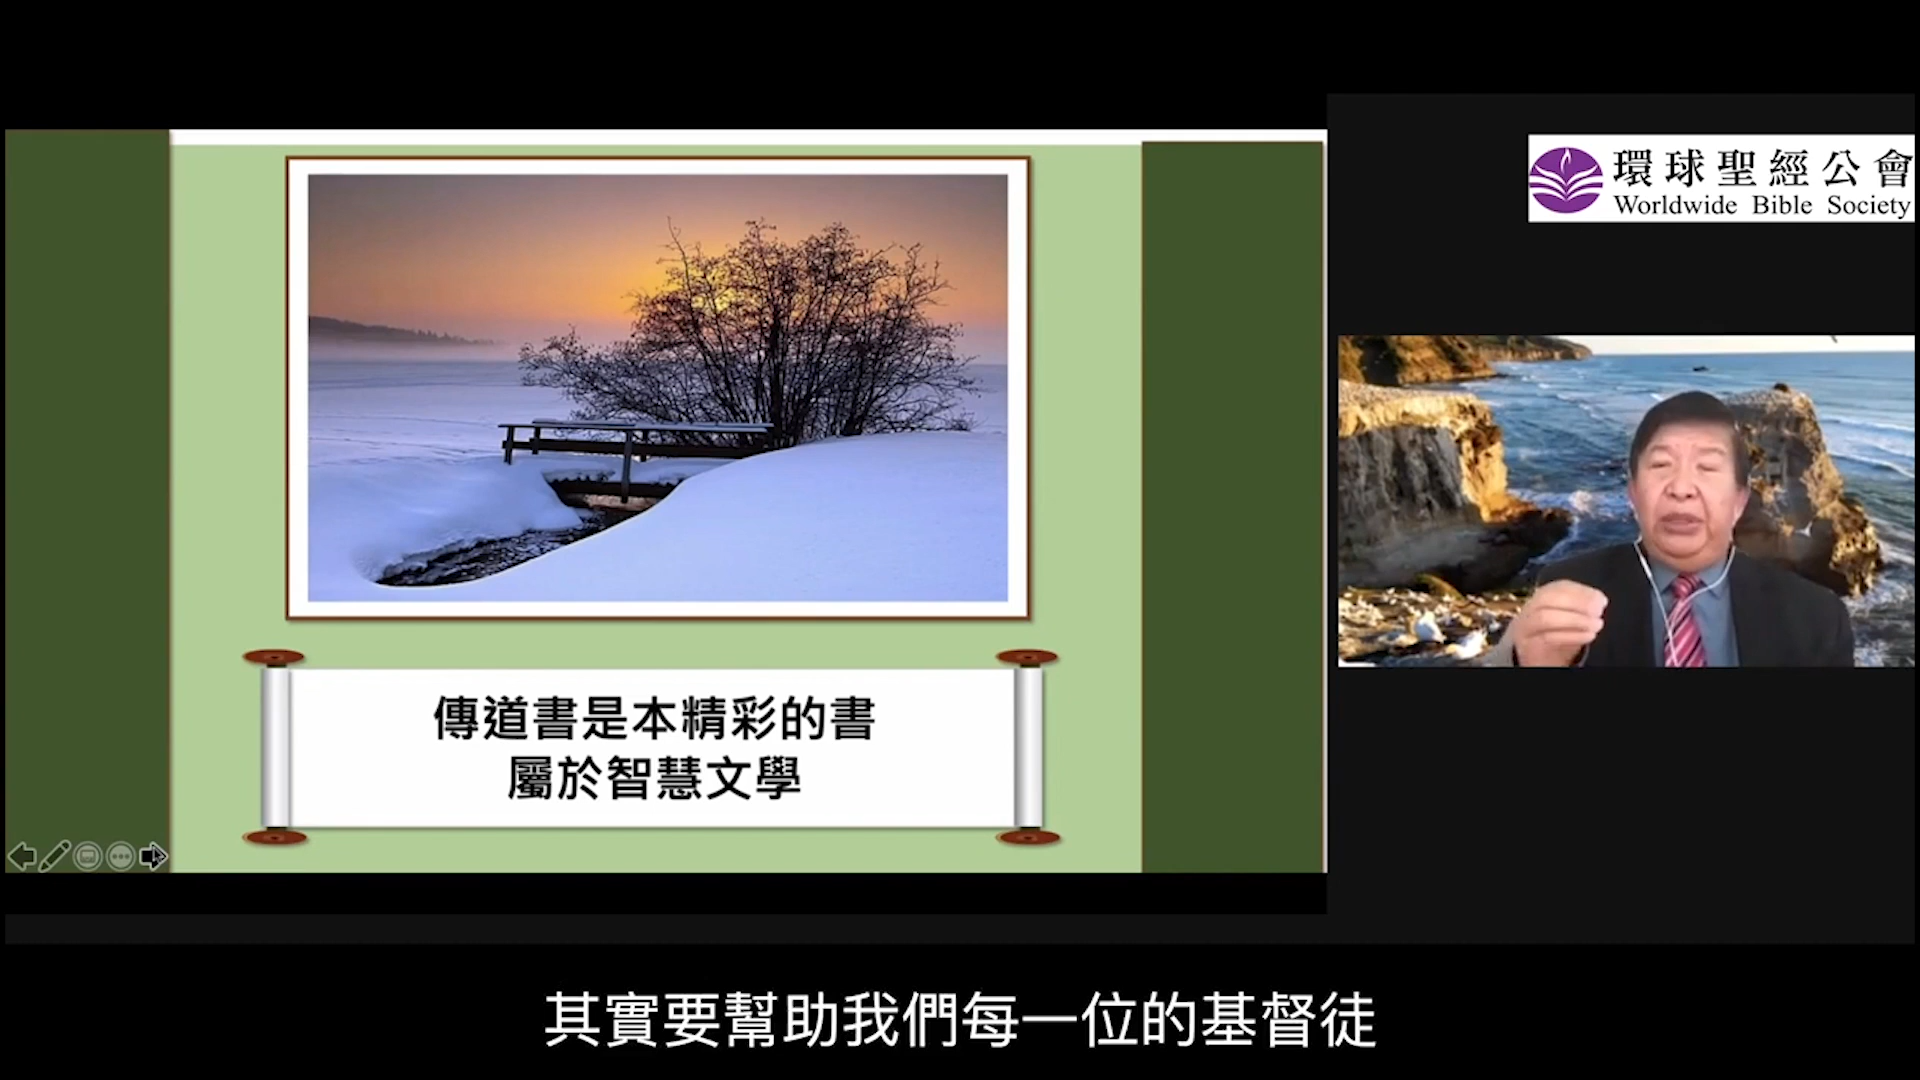 環球聖經公會
Worldwide Bible Society
傳道書是本精彩的書
屬於智慧文學
其實要幫助我們每一位的基督徒